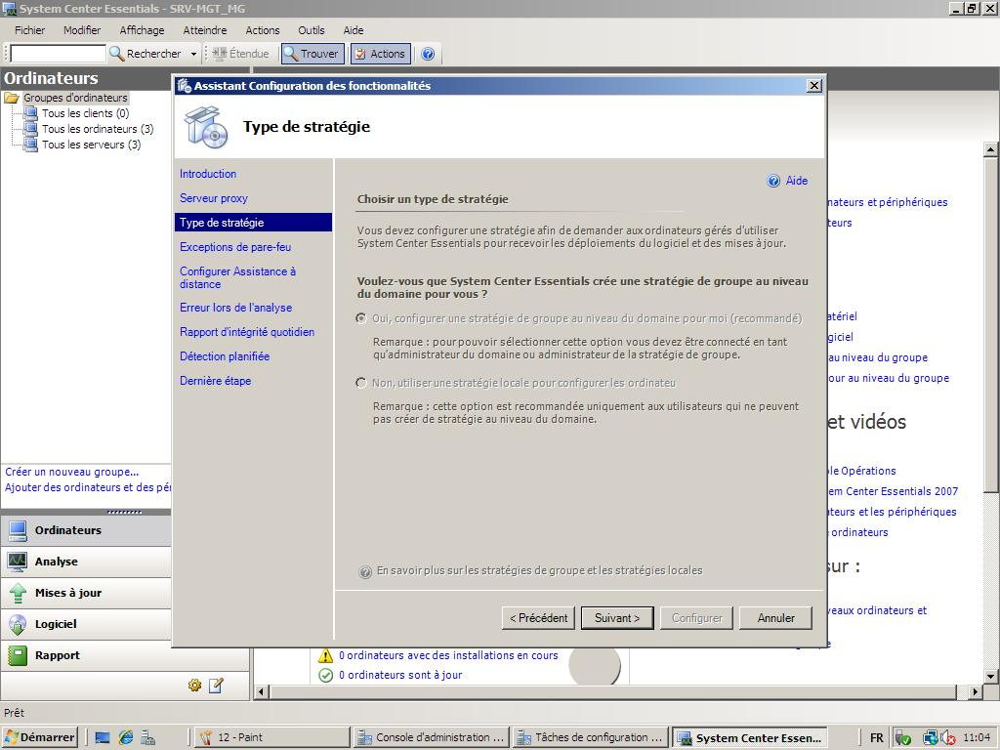 System Center Essentials - SRV-MGT_MG
Fichier Modifier Affichage Atteindre Actions Outils Aide
Rechercher Étendue Trouver Actions
Ordinateurs
Groupes d'ordinateurs
Tous les clients (0)
Tous les ordinateurs (3)
Tous les serveurs (3)
Créer un nouveau groupe...
Ajouter des ordinateurs et des
Ordinateurs
Analyse
Mises à jour
Logiciel
Rapport
Assistant Configuration des fonctionnalités
Type de stratégie
Introduction
Serveur proxy
Type de stratégie
Exceptions de pare-feu
Configurer Assistance à
distance
Erreur lors de l'analyse
Rapport d'intégrité quotidien
Détection planifiée
Dernière étape
Aide
Choisir un type de stratégie
Vous devez configurer une stratégie afin de demander aux ordinateurs gérés d'utiliser
System Center Essentials pour recevoir les déploiements du logiciel et des mises à jour.
Voulez-vous que System Center Essentials crée une stratégie de groupe au niveau
du domaine pour vous ?
Oui, configurer une stratégie de groupe au niveau du domaine pour moi (recommandé)
Remarque : pour pouvoir sélectionner cette option vous devez être connecté en tant
qu'administrateur du domaine ou administrateur de la stratégie de groupe.
Non, utiliser une stratégie locale pour configurer les ordinateu
Remarque : cette option est recommandée uniquement aux utilisateurs qui ne peuvent
pas créer de stratégie au niveau du domaine.
En savoir plus sur les stratégies de groupe et les stratégies locales
< Précédent Suivant > Configurer Annuler
nateurs et périphériques
teurs
atériel
giciel
au niveau du groupe
our au niveau du groupe
et vidéos
le Opérations
em Center Essentials 2007
ateurs et les périphériques
ordinateurs
sur :
veaux ordinateurs et
0 ordinateurs avec des installations en cours
0 ordinateurs sont à jour
Prêt
Démarrer 12 - Paint Console d'administration ... Tâches de configuration ... System Center Essen... FR 11:04